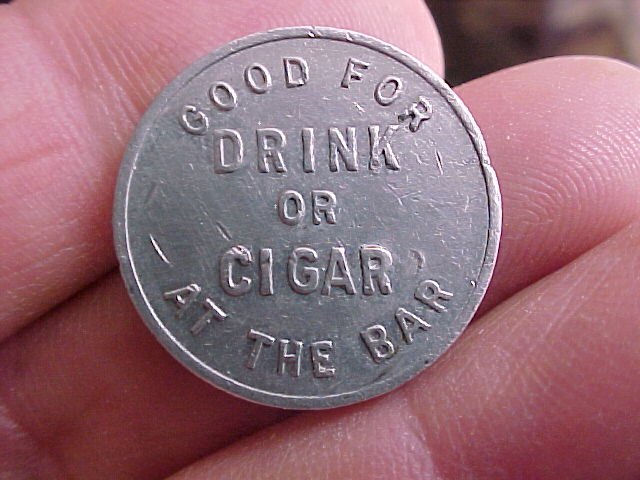 GOOD FOR
DRINK
OR
CIGAR
AT THE BAR